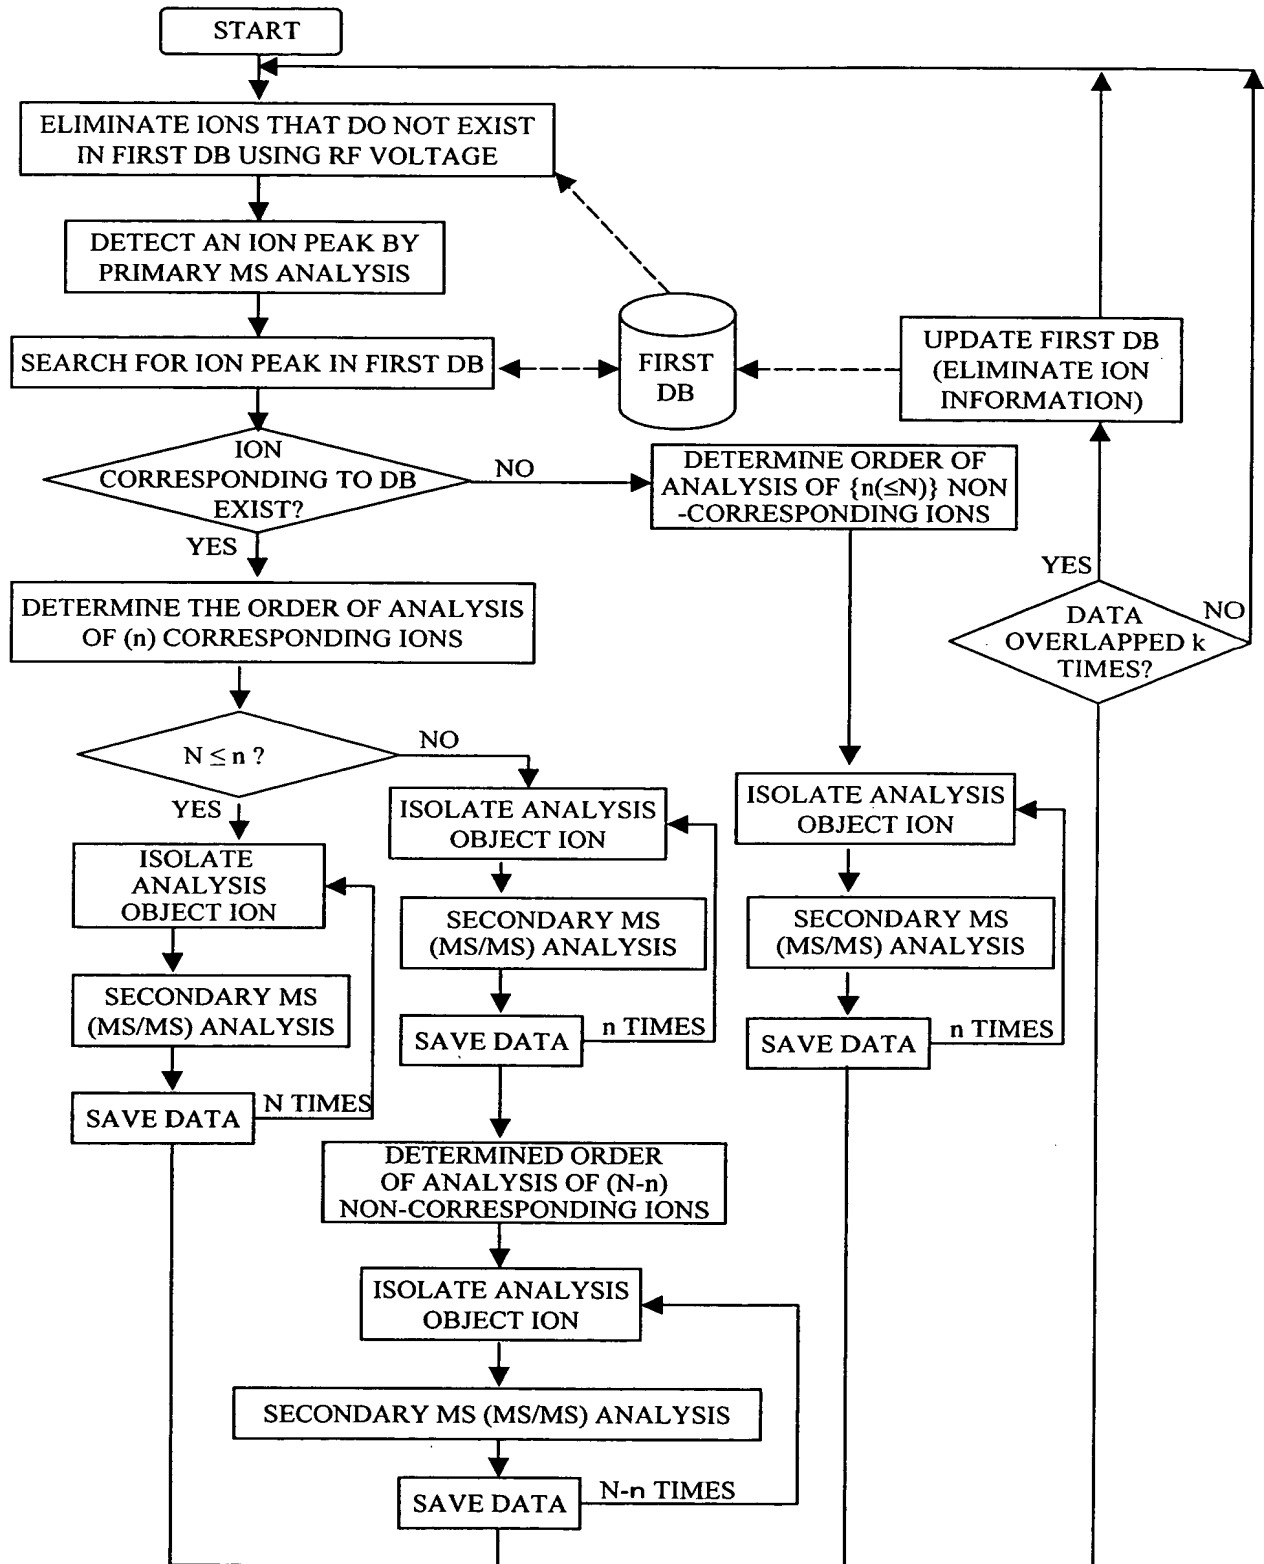 START
ELIMINATE IONS THAT DO NOT EXIST
IN FIRST DB USING RF VOLTAGE
DETECT AN ION PEAK BY
PRIMARY MS ANALYSIS
SEARCH FOR ION PEAK IN FIRST DB
FIRST
DB
UPDATE FIRST DB
(ELIMINATE ION
INFORMATION)
ION
CORRESPONDING TO DB
EXIST?
NO
YES
DETERMINE ORDER OF
ANALYSIS OF {n(≤N)} NON
-CORRESPONDING IONS
YES
NO
DATA
OVERLAPPED k
TIMES?
DETERMINE THE ORDER OF ANALYSIS
OF (n) CORRESPONDING IONS
N ≤ n ?
NO
YES
ISOLATE
ANALYSIS
OBJECT ION
SECONDARY MS
(MS/MS) ANALYSIS
SAVE DATA
N TIMES
ISOLATE ANALYSIS
OBJECT ION
SECONDARY MS
(MS/MS) ANALYSIS
SAVE DATA
n TIMES
DETERMINED ORDER
OF ANALYSIS OF (N-n)
NON-CORRESPONDING IONS
ISOLATE ANALYSIS
OBJECT ION
SECONDARY MS (MS/MS) ANALYSIS
SAVE DATA
N-n TIMES
ISOLATE ANALYSIS
OBJECT ION
SECONDARY MS
(MS/MS) ANALYSIS
SAVE DATA
n TIMES